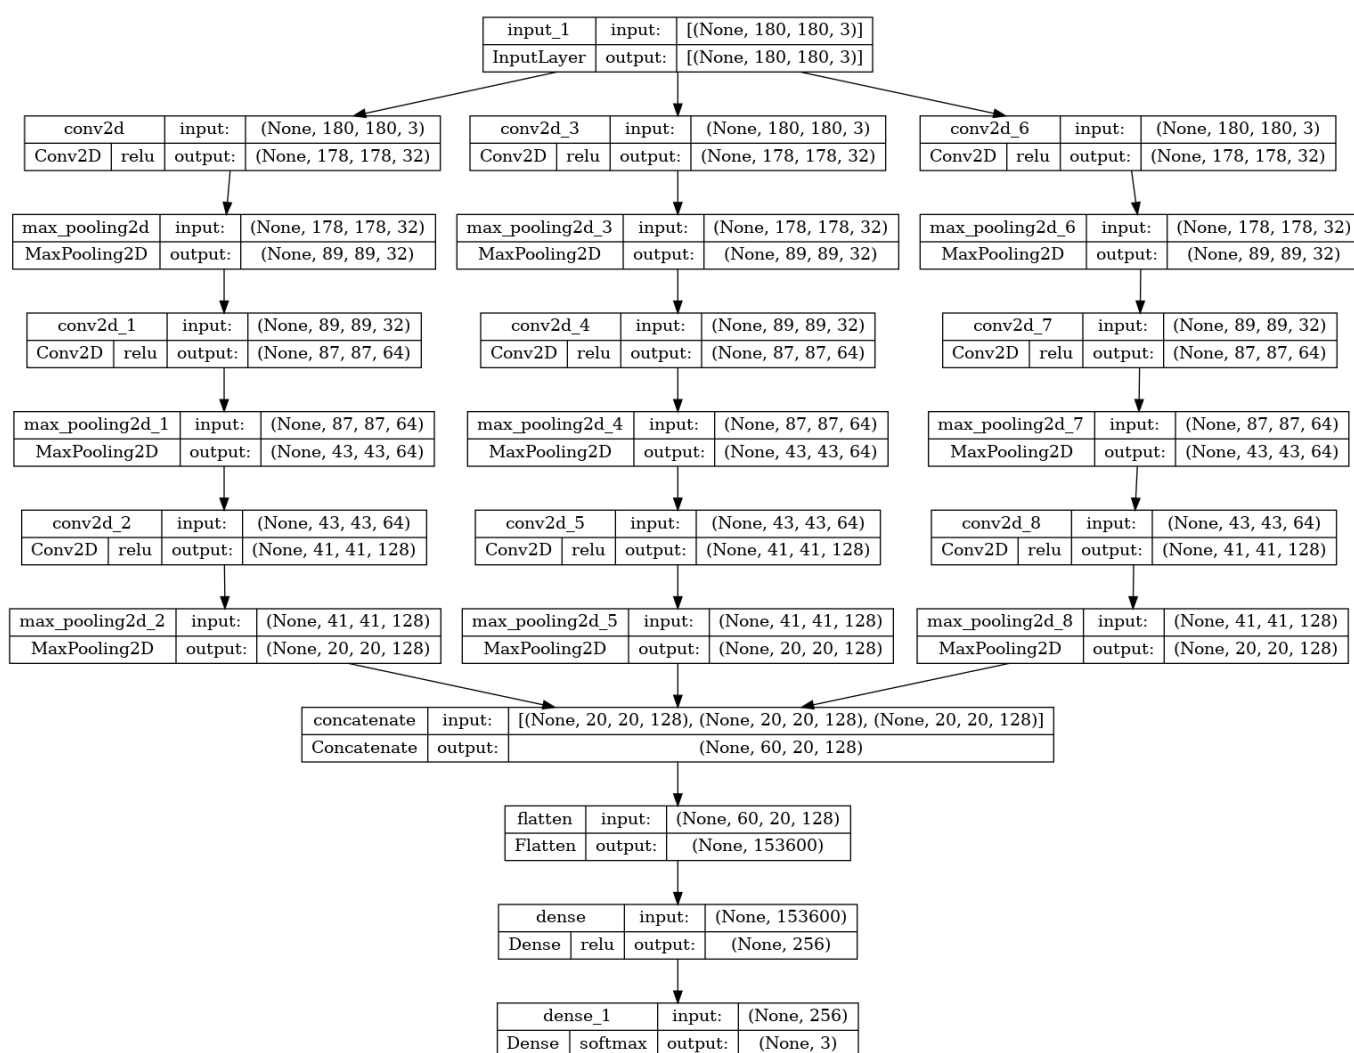 input_1 input: [(None, 180, 180, 3)]
InputLayer output: [(None, 180, 180, 3)]
conv2d input: (None, 180, 180, 3)
Conv2D relu output: (None, 178, 178, 32)
conv2d_3 input: (None, 180, 180, 3)
Conv2D relu output: (None, 178, 178, 32)
conv2d_6 input: (None, 180, 180, 3)
Conv2D relu output: (None, 178, 178, 32)
max_pooling2d input: (None, 178, 178, 32)
MaxPooling2D output: (None, 89, 89, 32)
max_pooling2d_3 input: (None, 178, 178, 32)
MaxPooling2D output: (None, 89, 89, 32)
max_pooling2d_6 input: (None, 178, 178, 32)
MaxPooling2D output: (None, 89, 89, 32)
conv2d_1 input: (None, 89, 89, 32)
Conv2D relu output: (None, 87, 87, 64)
conv2d_4 input: (None, 89, 89, 32)
Conv2D relu output: (None, 87, 87, 64)
conv2d_7 input: (None, 89, 89, 32)
Conv2D relu output: (None, 87, 87, 64)
max_pooling2d_1 input: (None, 87, 87, 64)
MaxPooling2D output: (None, 43, 43, 64)
max_pooling2d_4 input: (None, 87, 87, 64)
MaxPooling2D output: (None, 43, 43, 64)
max_pooling2d_7 input: (None, 87, 87, 64)
MaxPooling2D output: (None, 43, 43, 64)
conv2d_2 input: (None, 43, 43, 64)
Conv2D relu output: (None, 41, 41, 128)
conv2d_5 input: (None, 43, 43, 64)
Conv2D relu output: (None, 41, 41, 128)
conv2d_8 input: (None, 43, 43, 64)
Conv2D relu output: (None, 41, 41, 128)
max_pooling2d_2 input: (None, 41, 41, 128)
MaxPooling2D output: (None, 20, 20, 128)
max_pooling2d_5 input: (None, 41, 41, 128)
MaxPooling2D output: (None, 20, 20, 128)
max_pooling2d_8 input: (None, 41, 41, 128)
MaxPooling2D output: (None, 20, 20, 128)
concatenate input: [(None, 20, 20, 128), (None, 20, 20, 128), (None, 20, 20, 128)]
Concatenate output: (None, 60, 20, 128)
flatten input: (None, 60, 20, 128)
Flatten output: (None, 153600)
dense input: (None, 153600)
Dense relu output: (None, 256)
dense_1 input: (None, 256)
Dense softmax output: (None, 3)